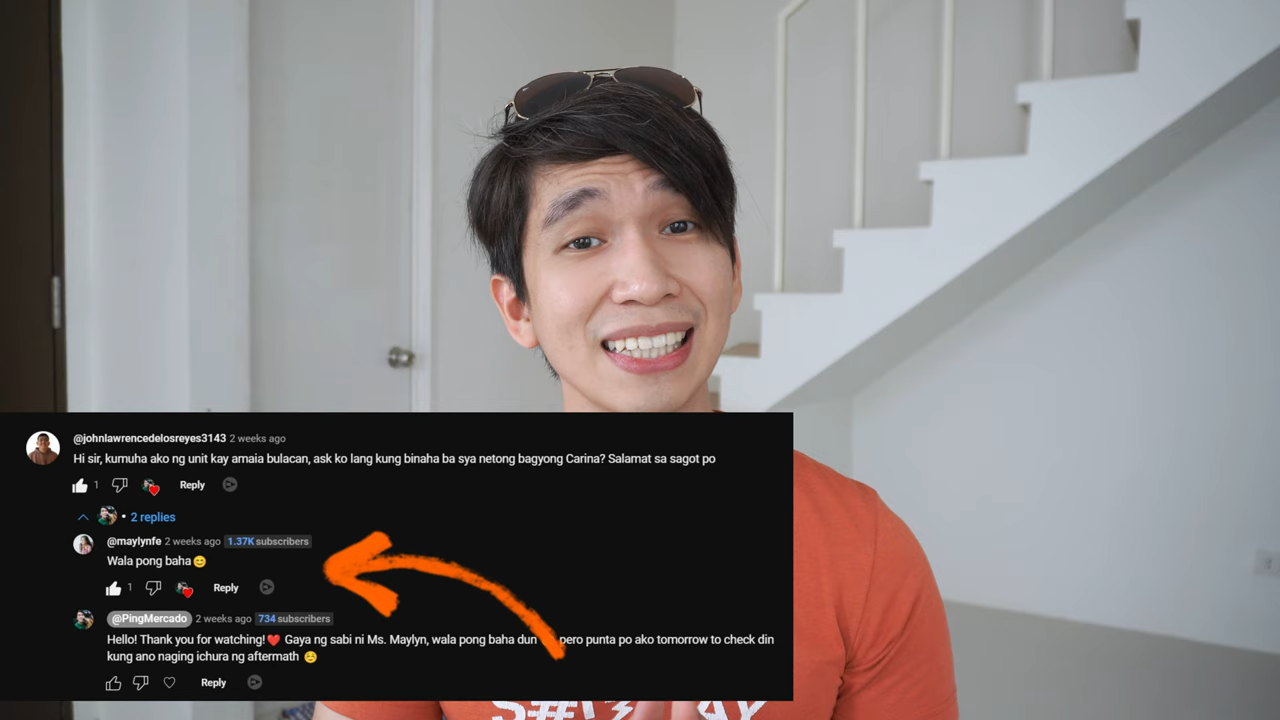 @johnlawrencedelosreyes3143 2 weeks ago
Hi sir, kumuha ako ng unit kay amaia bulacan, ask ko lang kung binaha ba sya netong bagyong Carina? Salamat sa sagot po
1 Reply
• 2 replies
@maylynfe 2 weeks ago 1.37K subscribers
Wala pong baha😊
1 Reply
@PingMercado 2 weeks ago 734 subscribers
Hello! Thank you for watching!❤️ Gaya ng sabi ni Ms. Maylyn, wala pong baha dun pero punta po ako tomorrow to check din
kung ano naging ichura ng aftermath ☺️
Reply